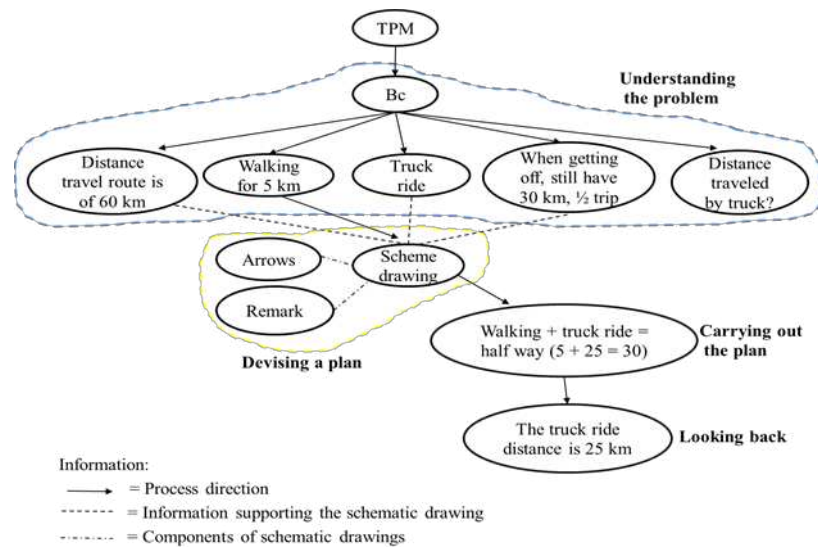 TPM
Bc
Understanding
the problem
Distance
travel route is
of 60 km
Walking
for 5 km
Truck
ride
When getting
off, still have
30 km, ½ trip
Distance
traveled
by truck?
Arrows
Remark
Scheme
drawing
Devising a plan
Walking + truck ride =
half way (5 + 25 = 30)
Carrying out
the plan
The truck ride
distance is 25 km
Looking back
Information:
= Process direction
= Information supporting the schematic drawing
= Components of schematic drawings